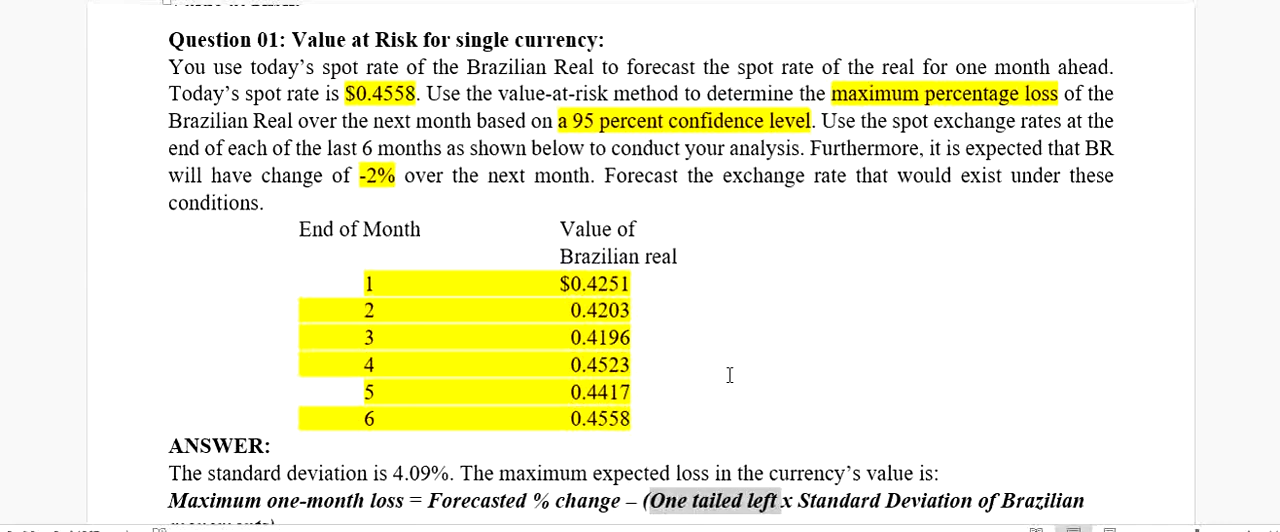 Question 01: Value at Risk for single currency:
You use today’s spot rate of the Brazilian Real to forecast the spot rate of the real for one month ahead.
Today’s spot rate is $0.4558. Use the value-at-risk method to determine the maximum percentage loss of the
Brazilian Real over the next month based on a 95 percent confidence level. Use the spot exchange rates at the
end of each of the last 6 months as shown below to conduct your analysis. Furthermore, it is expected that BR
will have change of -2% over the next month. Forecast the exchange rate that would exist under these
conditions.
End of Month Value of
Brazilian real
1 $0.4251
2 0.4203
3 0.4196
4 0.4523
5 0.4417
6 0.4558
ANSWER:
The standard deviation is 4.09%. The maximum expected loss in the currency’s value is:
Maximum one-month loss = Forecasted % change – (One tailed left x Standard Deviation of Brazilian